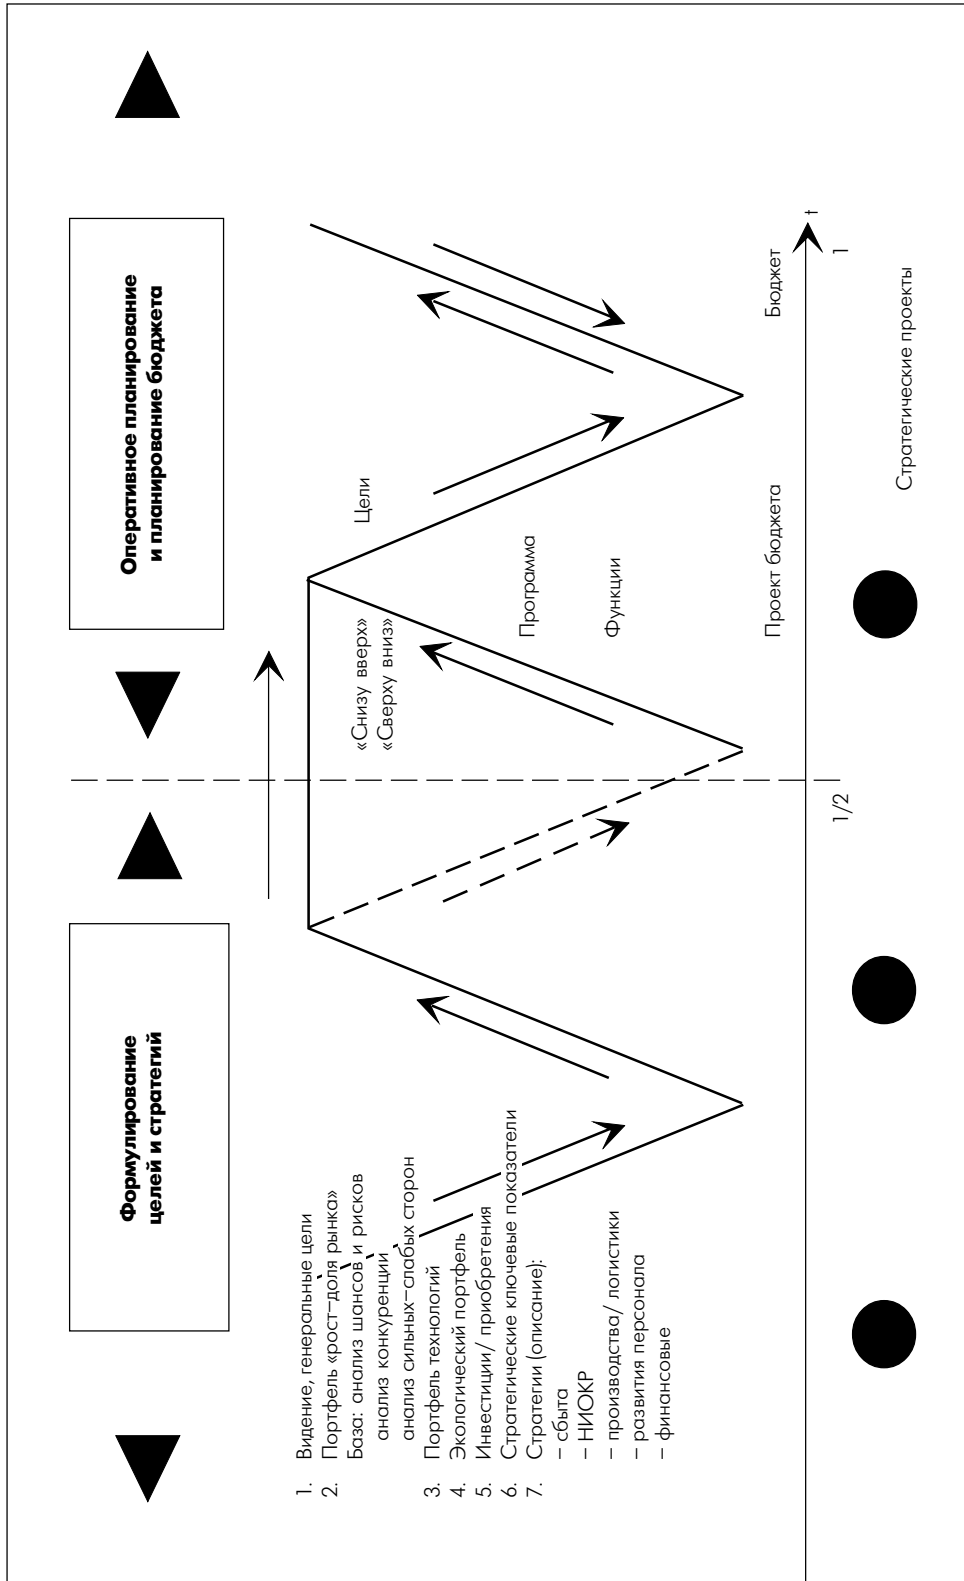 Формулирование
целей и стратегий
Оперативное планирование
и планирование бюджета
1. Видение, генеральные цели
2. Портфель «рост–доля рынка»
База: анализ шансов и рисков
анализ конкуренции
анализ сильных–слабых сторон
3. Портфель технологий
4. Экологический портфель
5. Инвестиции/ приобретения
6. Стратегические ключевые показатели
7. Стратегии (описание):
– сбыта
– НИОКР
– производства/ логистики
– развития персонала
– финансовые
«Снизу вверх»
«Сверху вниз»
Цели
Программа
Функции
Проект бюджета
Бюджет
t
1/2
1
Стратегические проекты